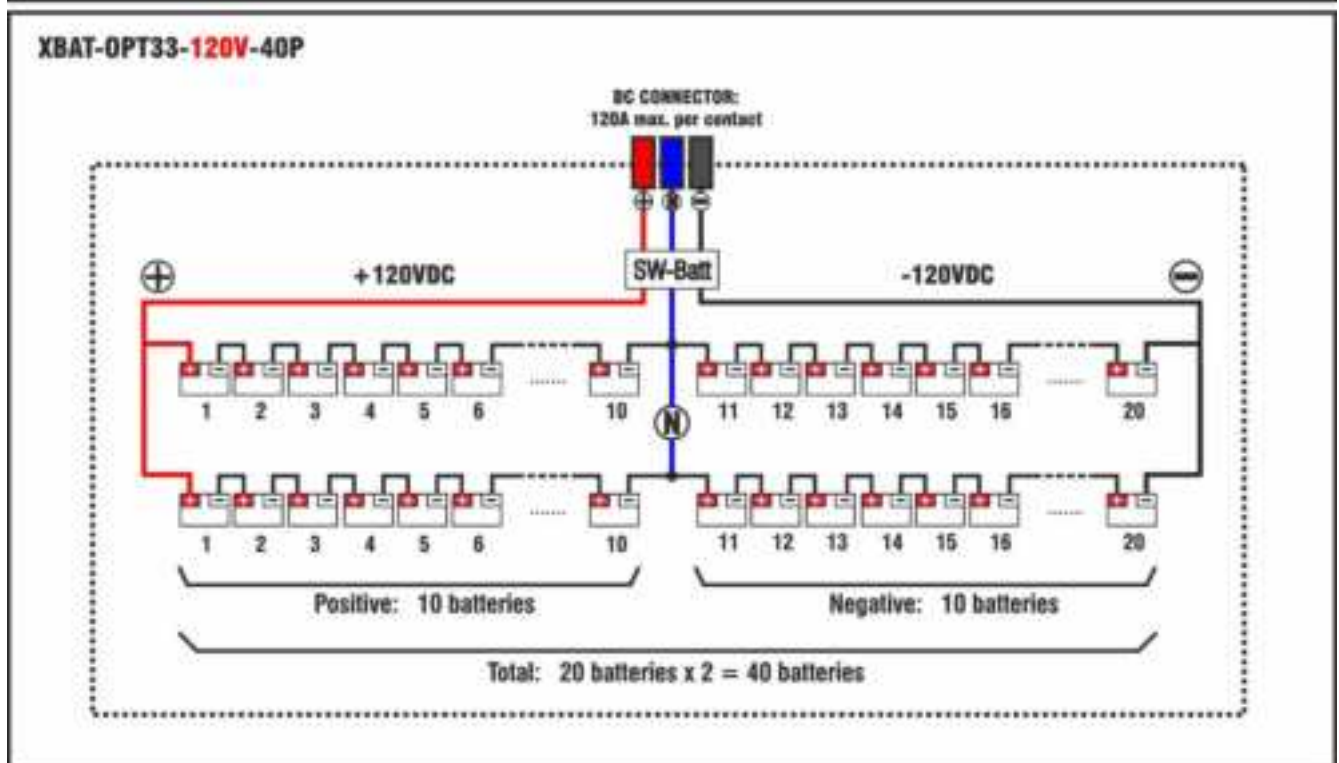 XBAT-OPT33-120V-40P
DC CONNECTOR:
120A max. per contact
+ N −
SW-Batt
+ +120VDC -120VDC −
+ - + - + - + - + - + - ...... + - + - + - + - + - + - + - ...... + -
1 2 3 4 5 6 10 11 12 13 14 15 16 20
N
+ - + - + - + - + - + - ...... + - + - + - + - + - + - + - ...... + -
1 2 3 4 5 6 10 11 12 13 14 15 16 20
Positive: 10 batteries Negative: 10 batteries
Total: 20 batteries x 2 = 40 batteries